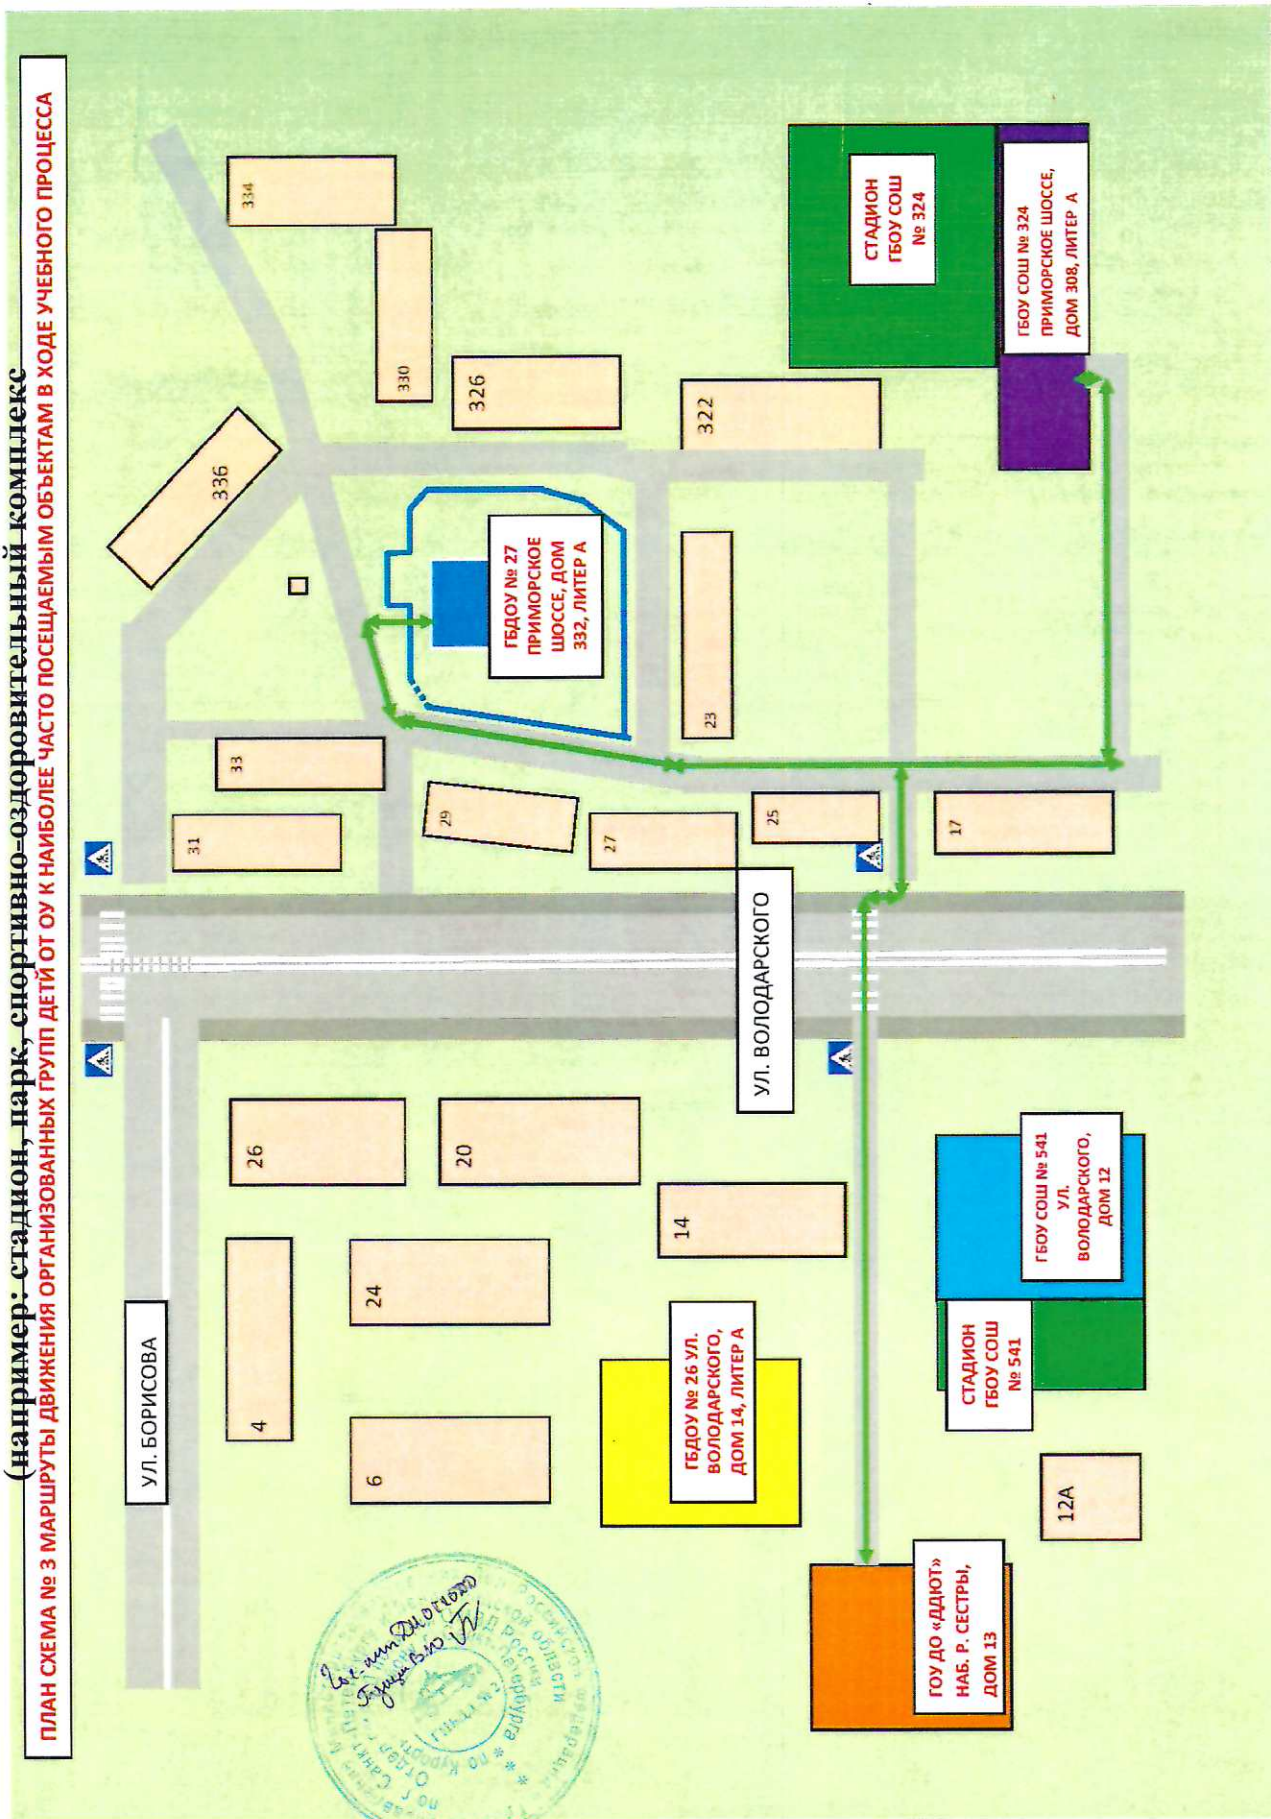 (например: стадион, парк, спортивно-оздоровительный комплекс
ПЛАН СХЕМА № 3 МАРШРУТЫ ДВИЖЕНИЯ ОРГАНИЗОВАННЫХ ГРУПП ДЕТЙ ОТ ОУ К НАИБОЛЕЕ ЧАСТО ПОСЕЩАЕМЫМ ОБЪЕКТАМ В ХОДЕ УЧЕБНОГО ПРОЦЕССА
УЛ. БОРИСОВА
4
26
31
33
336
334
6
24
20
29
330
326
ГБДОУ № 27
ПРИМОРСКОЕ
ШОССЕ, ДОМ
332, ЛИТЕР А
27
ГБДОУ № 26 УЛ.
ВОЛОДАРСКОГО,
ДОМ 14, ЛИТЕР А
14
23
322
УЛ. ВОЛОДАРСКОГО
25
СТАДИОН
ГБОУ СОШ
№ 324
17
ГОУ ДО «ДДЮТ»
НАБ. Р. СЕСТРЫ,
ДОМ 13
СТАДИОН
ГБОУ СОШ
№ 541
ГБОУ СОШ № 541
УЛ.
ВОЛОДАРСКОГО,
ДОМ 12
ГБОУ СОШ № 324
ПРИМОРСКОЕ ШОССЕ,
ДОМ 308, ЛИТЕР А
12А